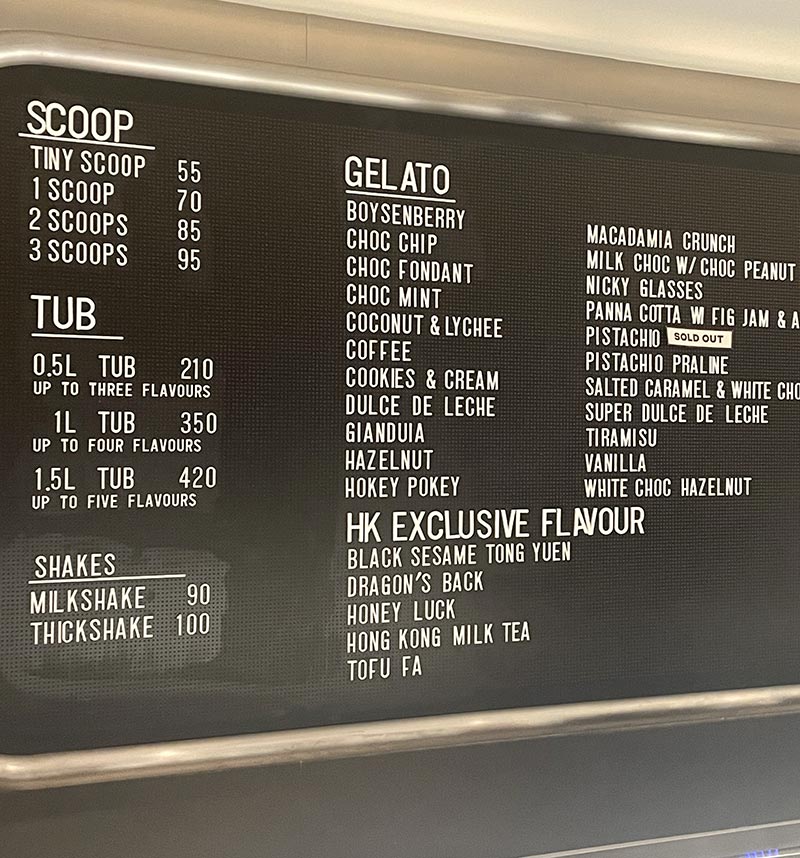 SCOOP
TINY SCOOP 55
1 SCOOP 70
2 SCOOPS 85
3 SCOOPS 95
TUB
0.5L TUB 210
UP TO THREE FLAVOURS
1L TUB 350
UP TO FOUR FLAVOURS
1.5L TUB 420
UP TO FIVE FLAVOURS
SHAKES
MILKSHAKE 90
THICKSHAKE 100
GELATO
BOYSENBERRY
CHOC CHIP
CHOC FONDANT
CHOC MINT
COCONUT & LYCHEE
COFFEE
COOKIES & CREAM
DULCE DE LECHE
GIANDUIA
HAZELNUT
HOKEY POKEY
MACADAMIA CRUNCH
MILK CHOC W/ CHOC PEANUT
NICKY GLASSES
PANNA COTTA W FIG JAM & A
PISTACHIO SOLD OUT
PISTACHIO PRALINE
SALTED CARAMEL & WHITE CHO
SUPER DULCE DE LECHE
TIRAMISU
VANILLA
WHITE CHOC HAZELNUT
HK EXCLUSIVE FLAVOUR
BLACK SESAME TONG YUEN
DRAGON'S BACK
HONEY LUCK
HONG KONG MILK TEA
TOFU FA